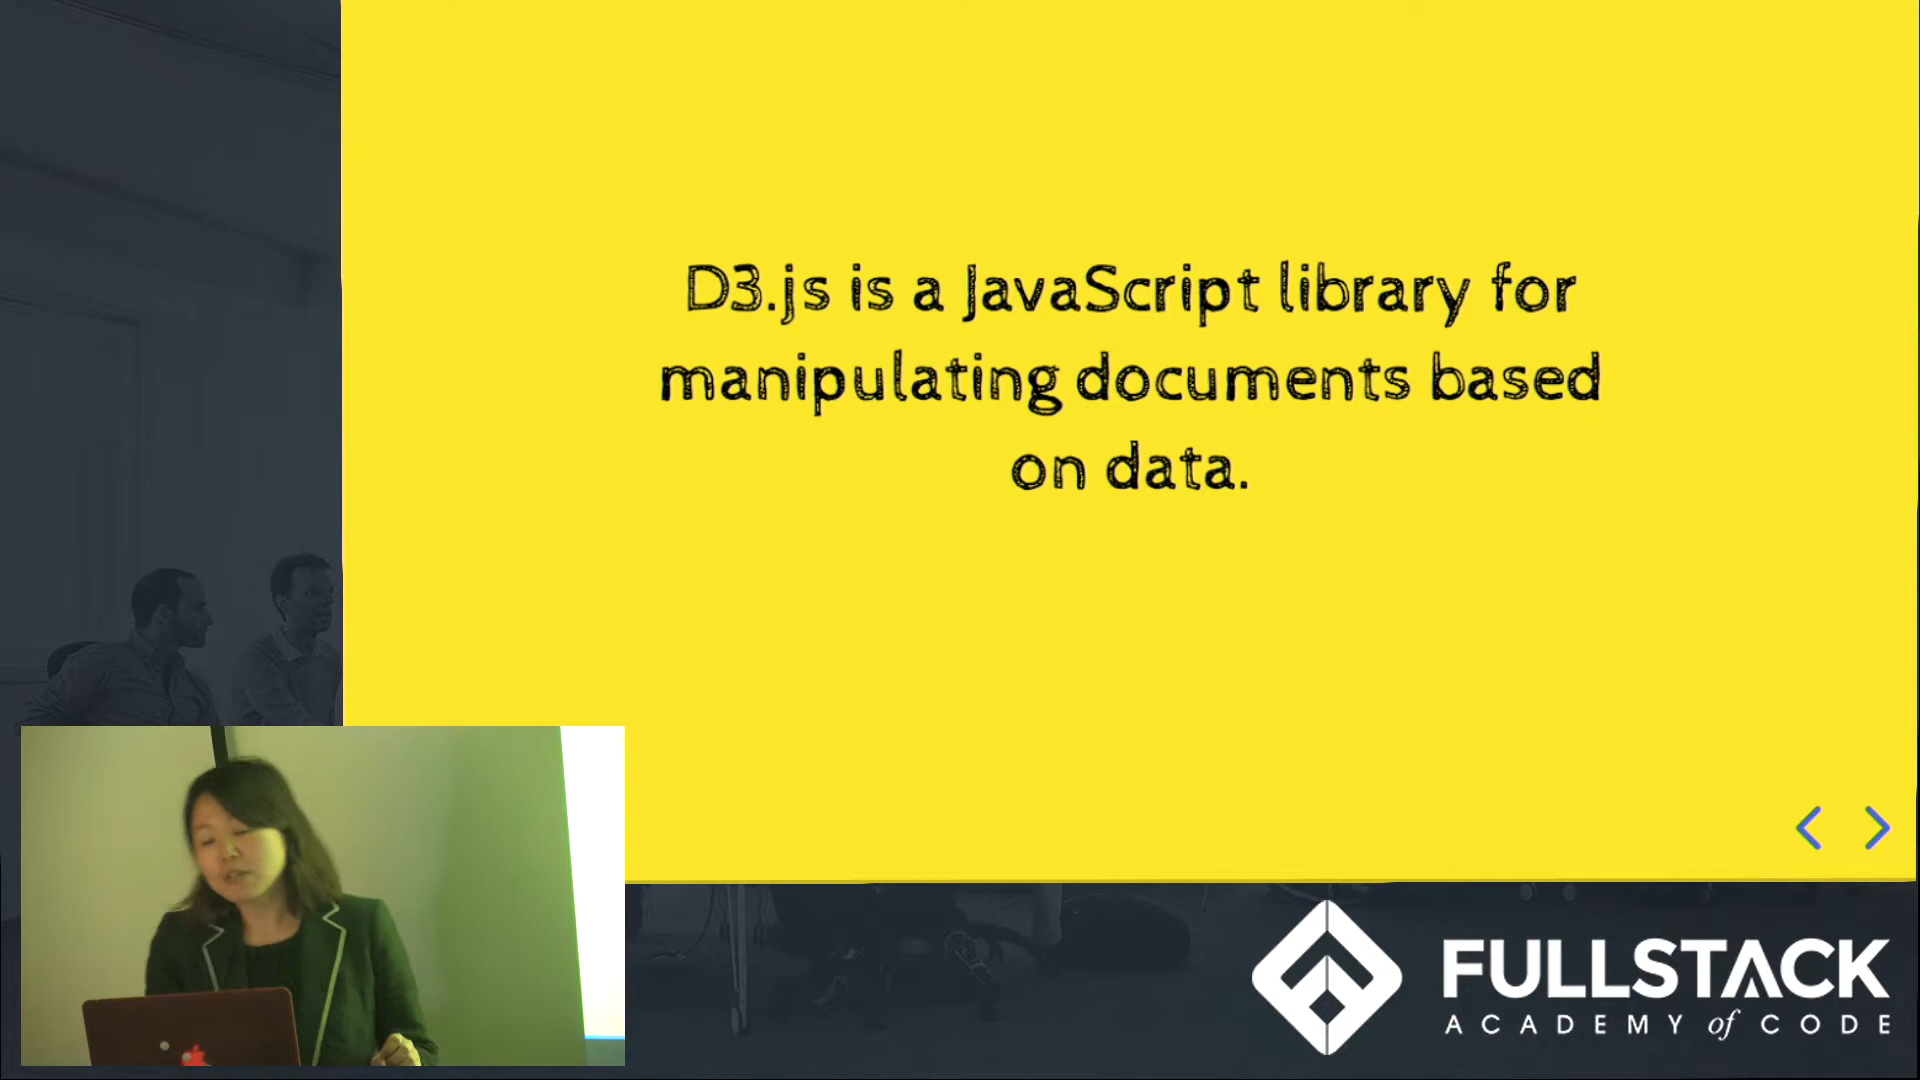 D3.js is a JavaScript library for
manipulating documents based
on data.
FULLSTACK
ACADEMY of CODE